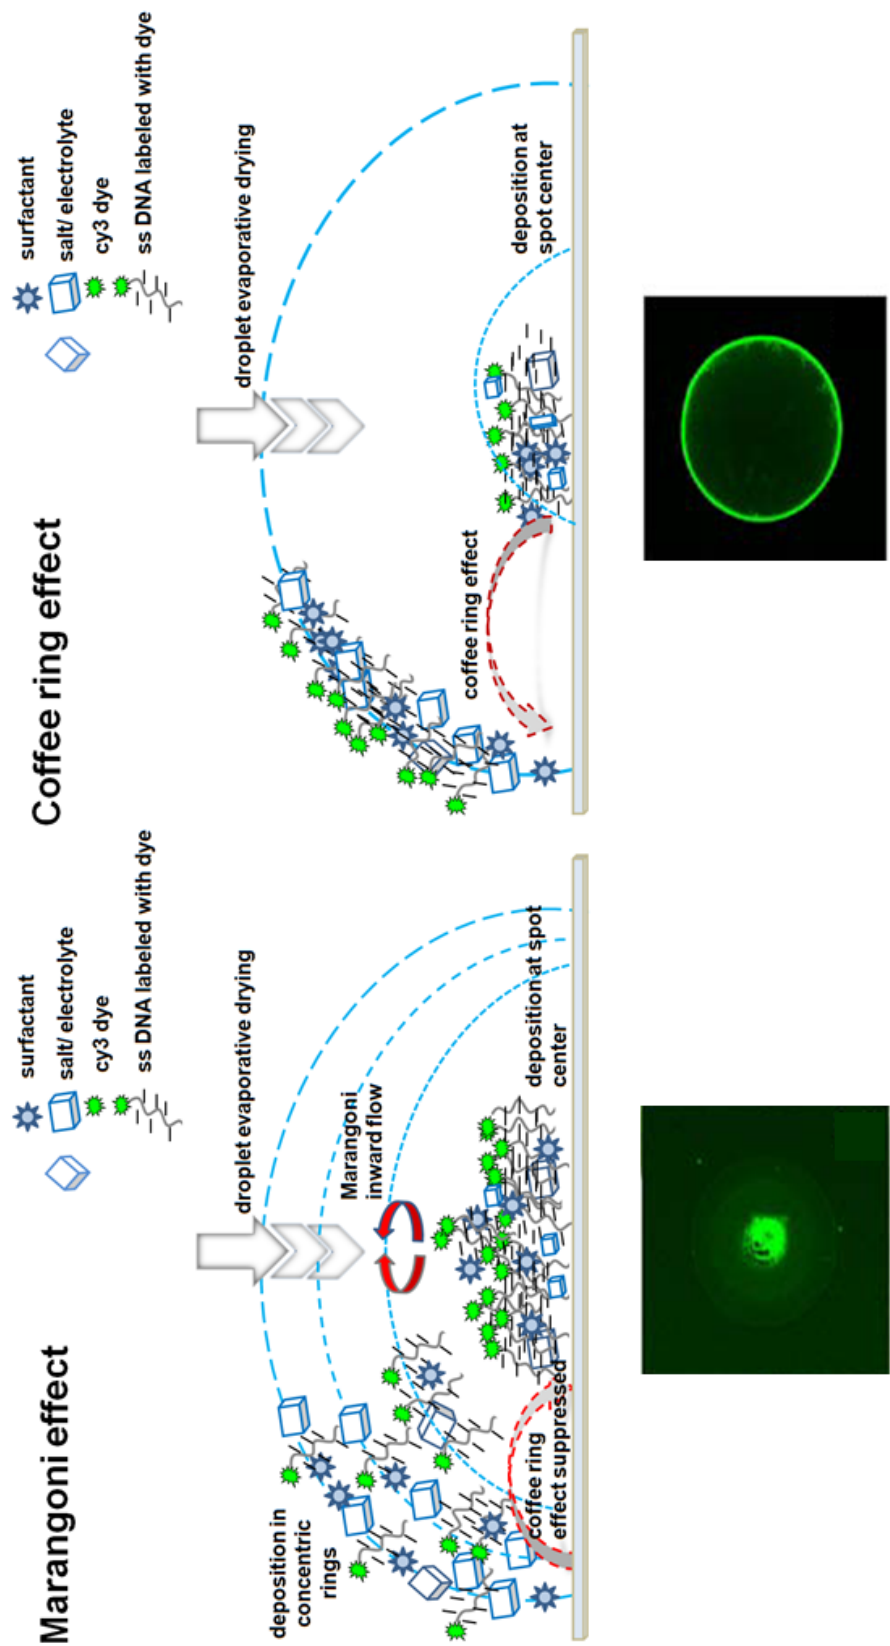 Marangoni effect
surfactant
salt/ electrolyte
cy3 dye
ss DNA labeled with dye
droplet evaporative drying
Marangoni
inward flow
deposition in
concentric
rings
coffee ring
effect suppressed
deposition at spot
center
Coffee ring effect
surfactant
salt/ electrolyte
cy3 dye
ss DNA labeled with dye
droplet evaporative drying
coffee ring effect
deposition at
spot center